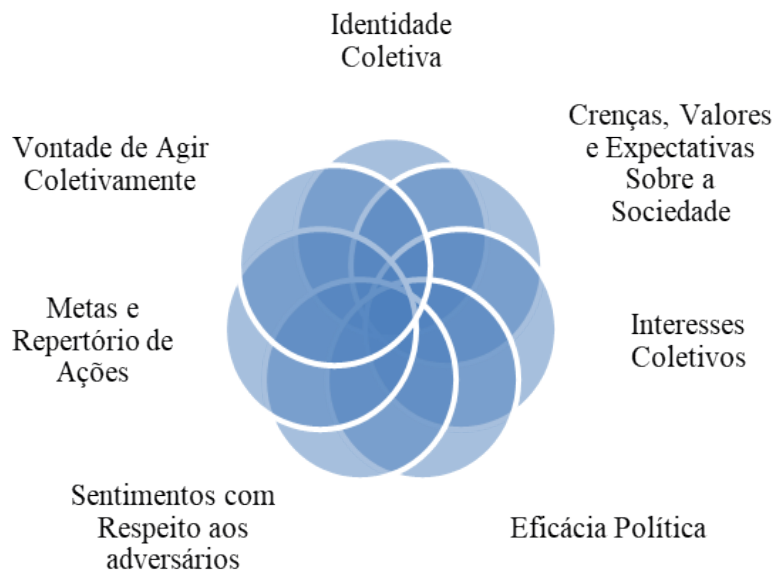 Identidade
Coletiva
Crenças, Valores
e Expectativas
Sobre a
Sociedade
Interesses
Coletivos
Eficácia Política
Sentimentos com
Respeito aos
adversários
Metas e
Repertório de
Ações
Vontade de Agir
Coletivamente